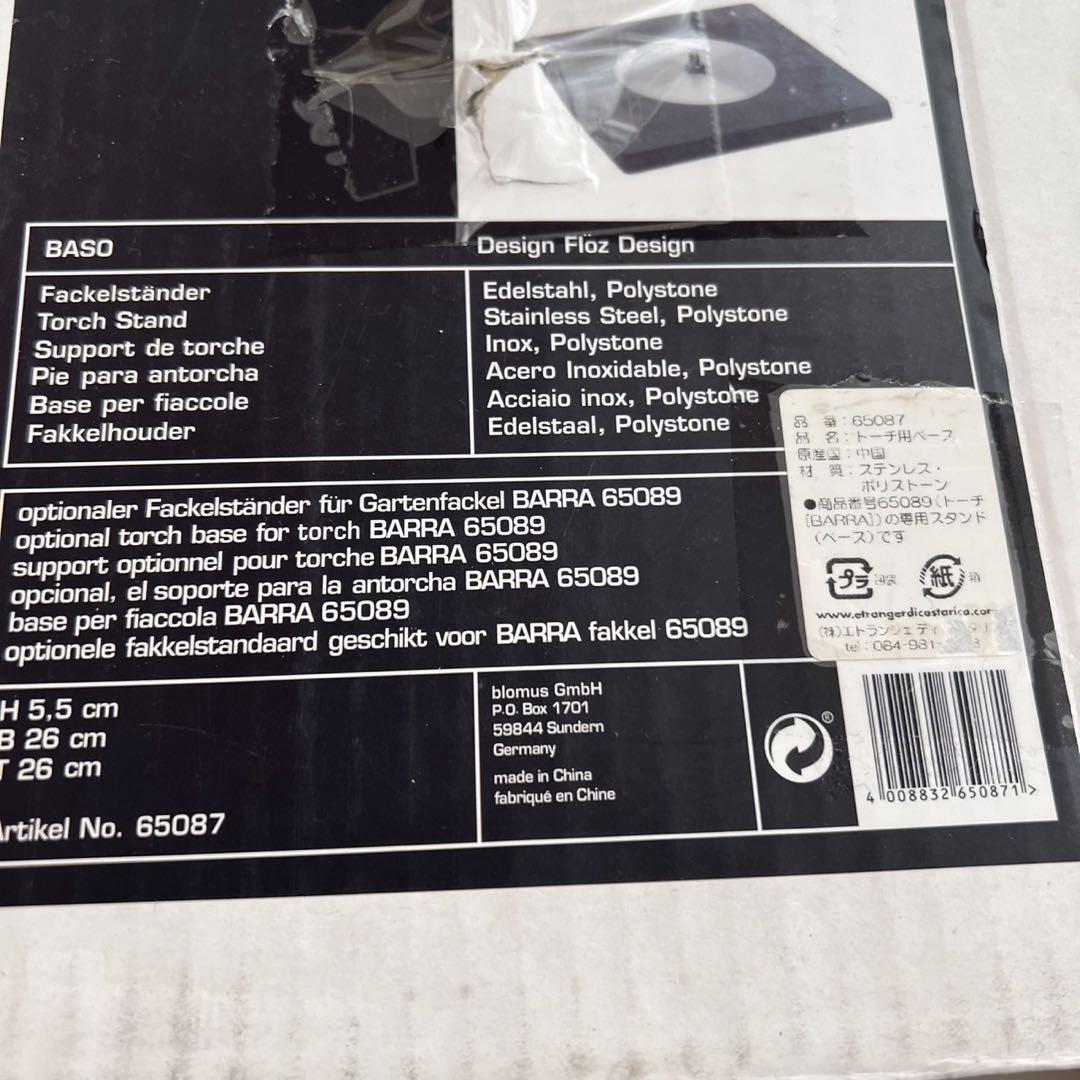 BASO
Design Flöz Design
Fackelständer
Torch Stand
Support de torche
Pie para antorcha
Base per fiaccole
Fakkelhouder
Edelstahl, Polystone
Stainless Steel, Polystone
Inox, Polystone
Acero Inoxidable, Polystone
Acciaio inox, Polystone
Edelstaal, Polystone
optionaler Fackelständer für Gartenfackel BARRA 65089
optional torch base for torch BARRA 65089
support optionnel pour torche BARRA 65089
opcional, el soporte para la antorcha BARRA 65089
base per fiaccola BARRA 65089
optionele fakkelstandaard geschikt voor BARRA fakkel 65089
H 5,5 cm
B 26 cm
T 26 cm
Artikel No. 65087
blomus GmbH
P.O. Box 1701
59844 Sundern
Germany
made in China
fabriqué en Chine
®
品 番:65087
品 名:トーチ用ベース
原産国:中国
材 質:ステンレス・
ポリストーン
●商品番号65089(トーチ
[BARRA])の専用スタンド
(ベース)です
プラ 包装
紙 箱
www.etrangerdicostarica.com
(株)エトランジェ ディ
tel:084-981-
4 008832 650871 >